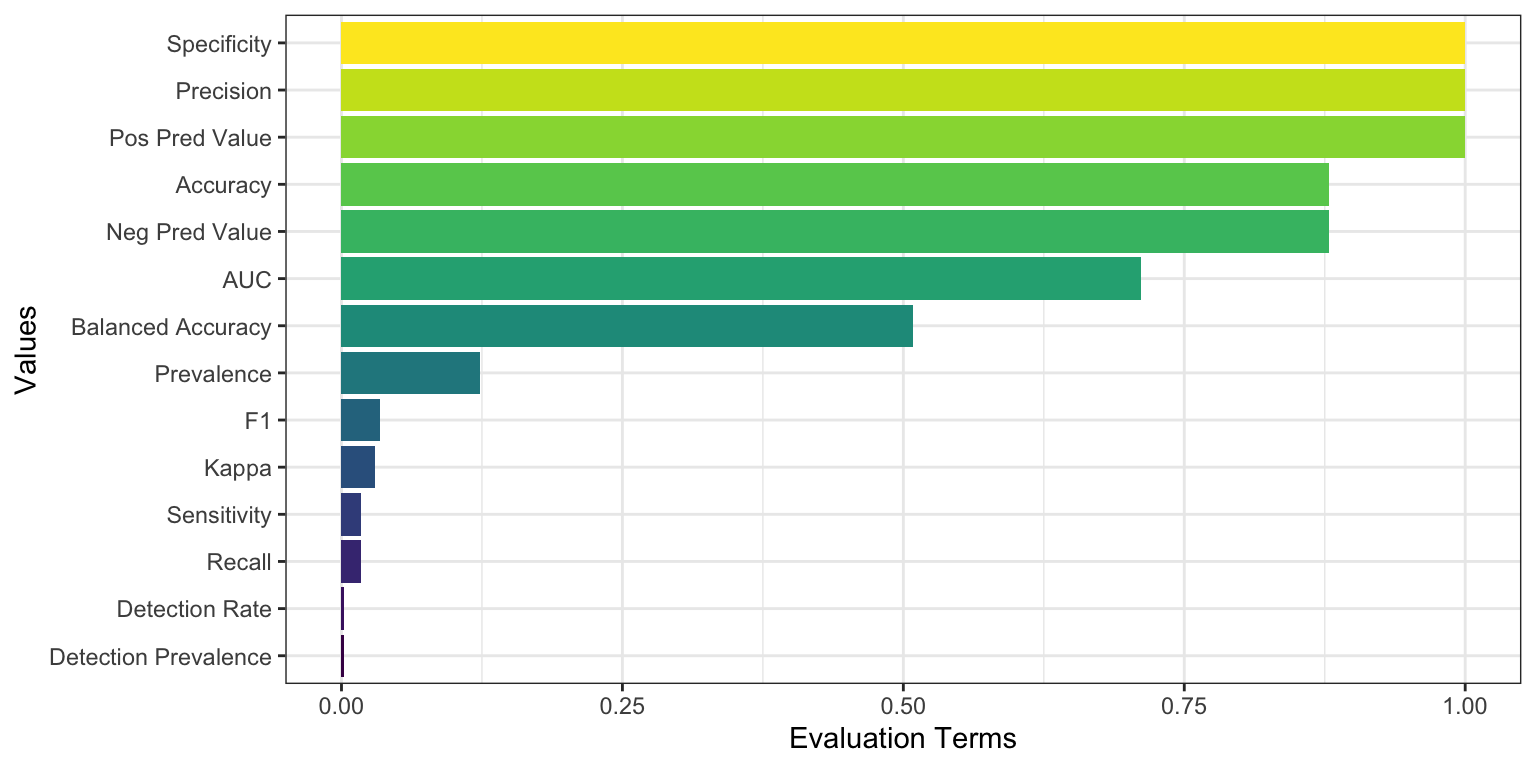 Specificity
Precision
Pos Pred Value
Accuracy
Neg Pred Value
AUC
Balanced Accuracy
Prevalence
F1
Kappa
Sensitivity
Recall
Detection Rate
Detection Prevalence
Values
0.00 0.25 0.50 0.75 1.00
Evaluation Terms